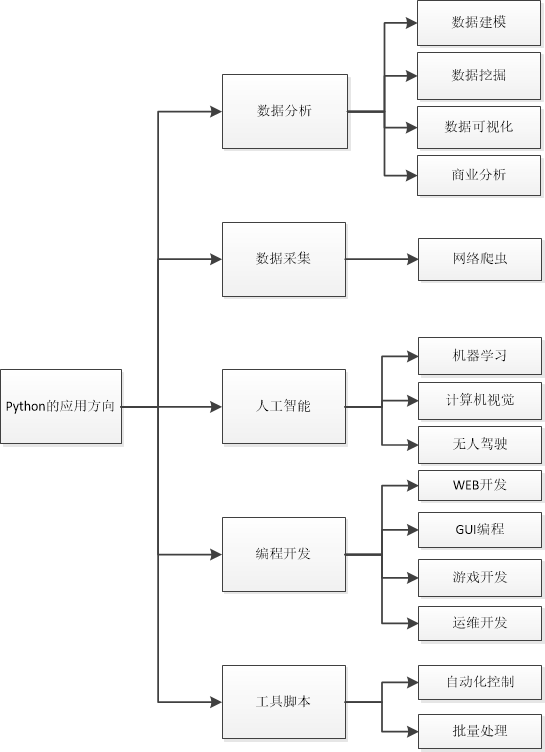 Python的应用方向
数据分析
数据建模
数据挖掘
数据可视化
商业分析
数据采集
网络爬虫
人工智能
机器学习
计算机视觉
无人驾驶
编程开发
WEB开发
GUI编程
游戏开发
运维开发
工具脚本
自动化控制
批量处理